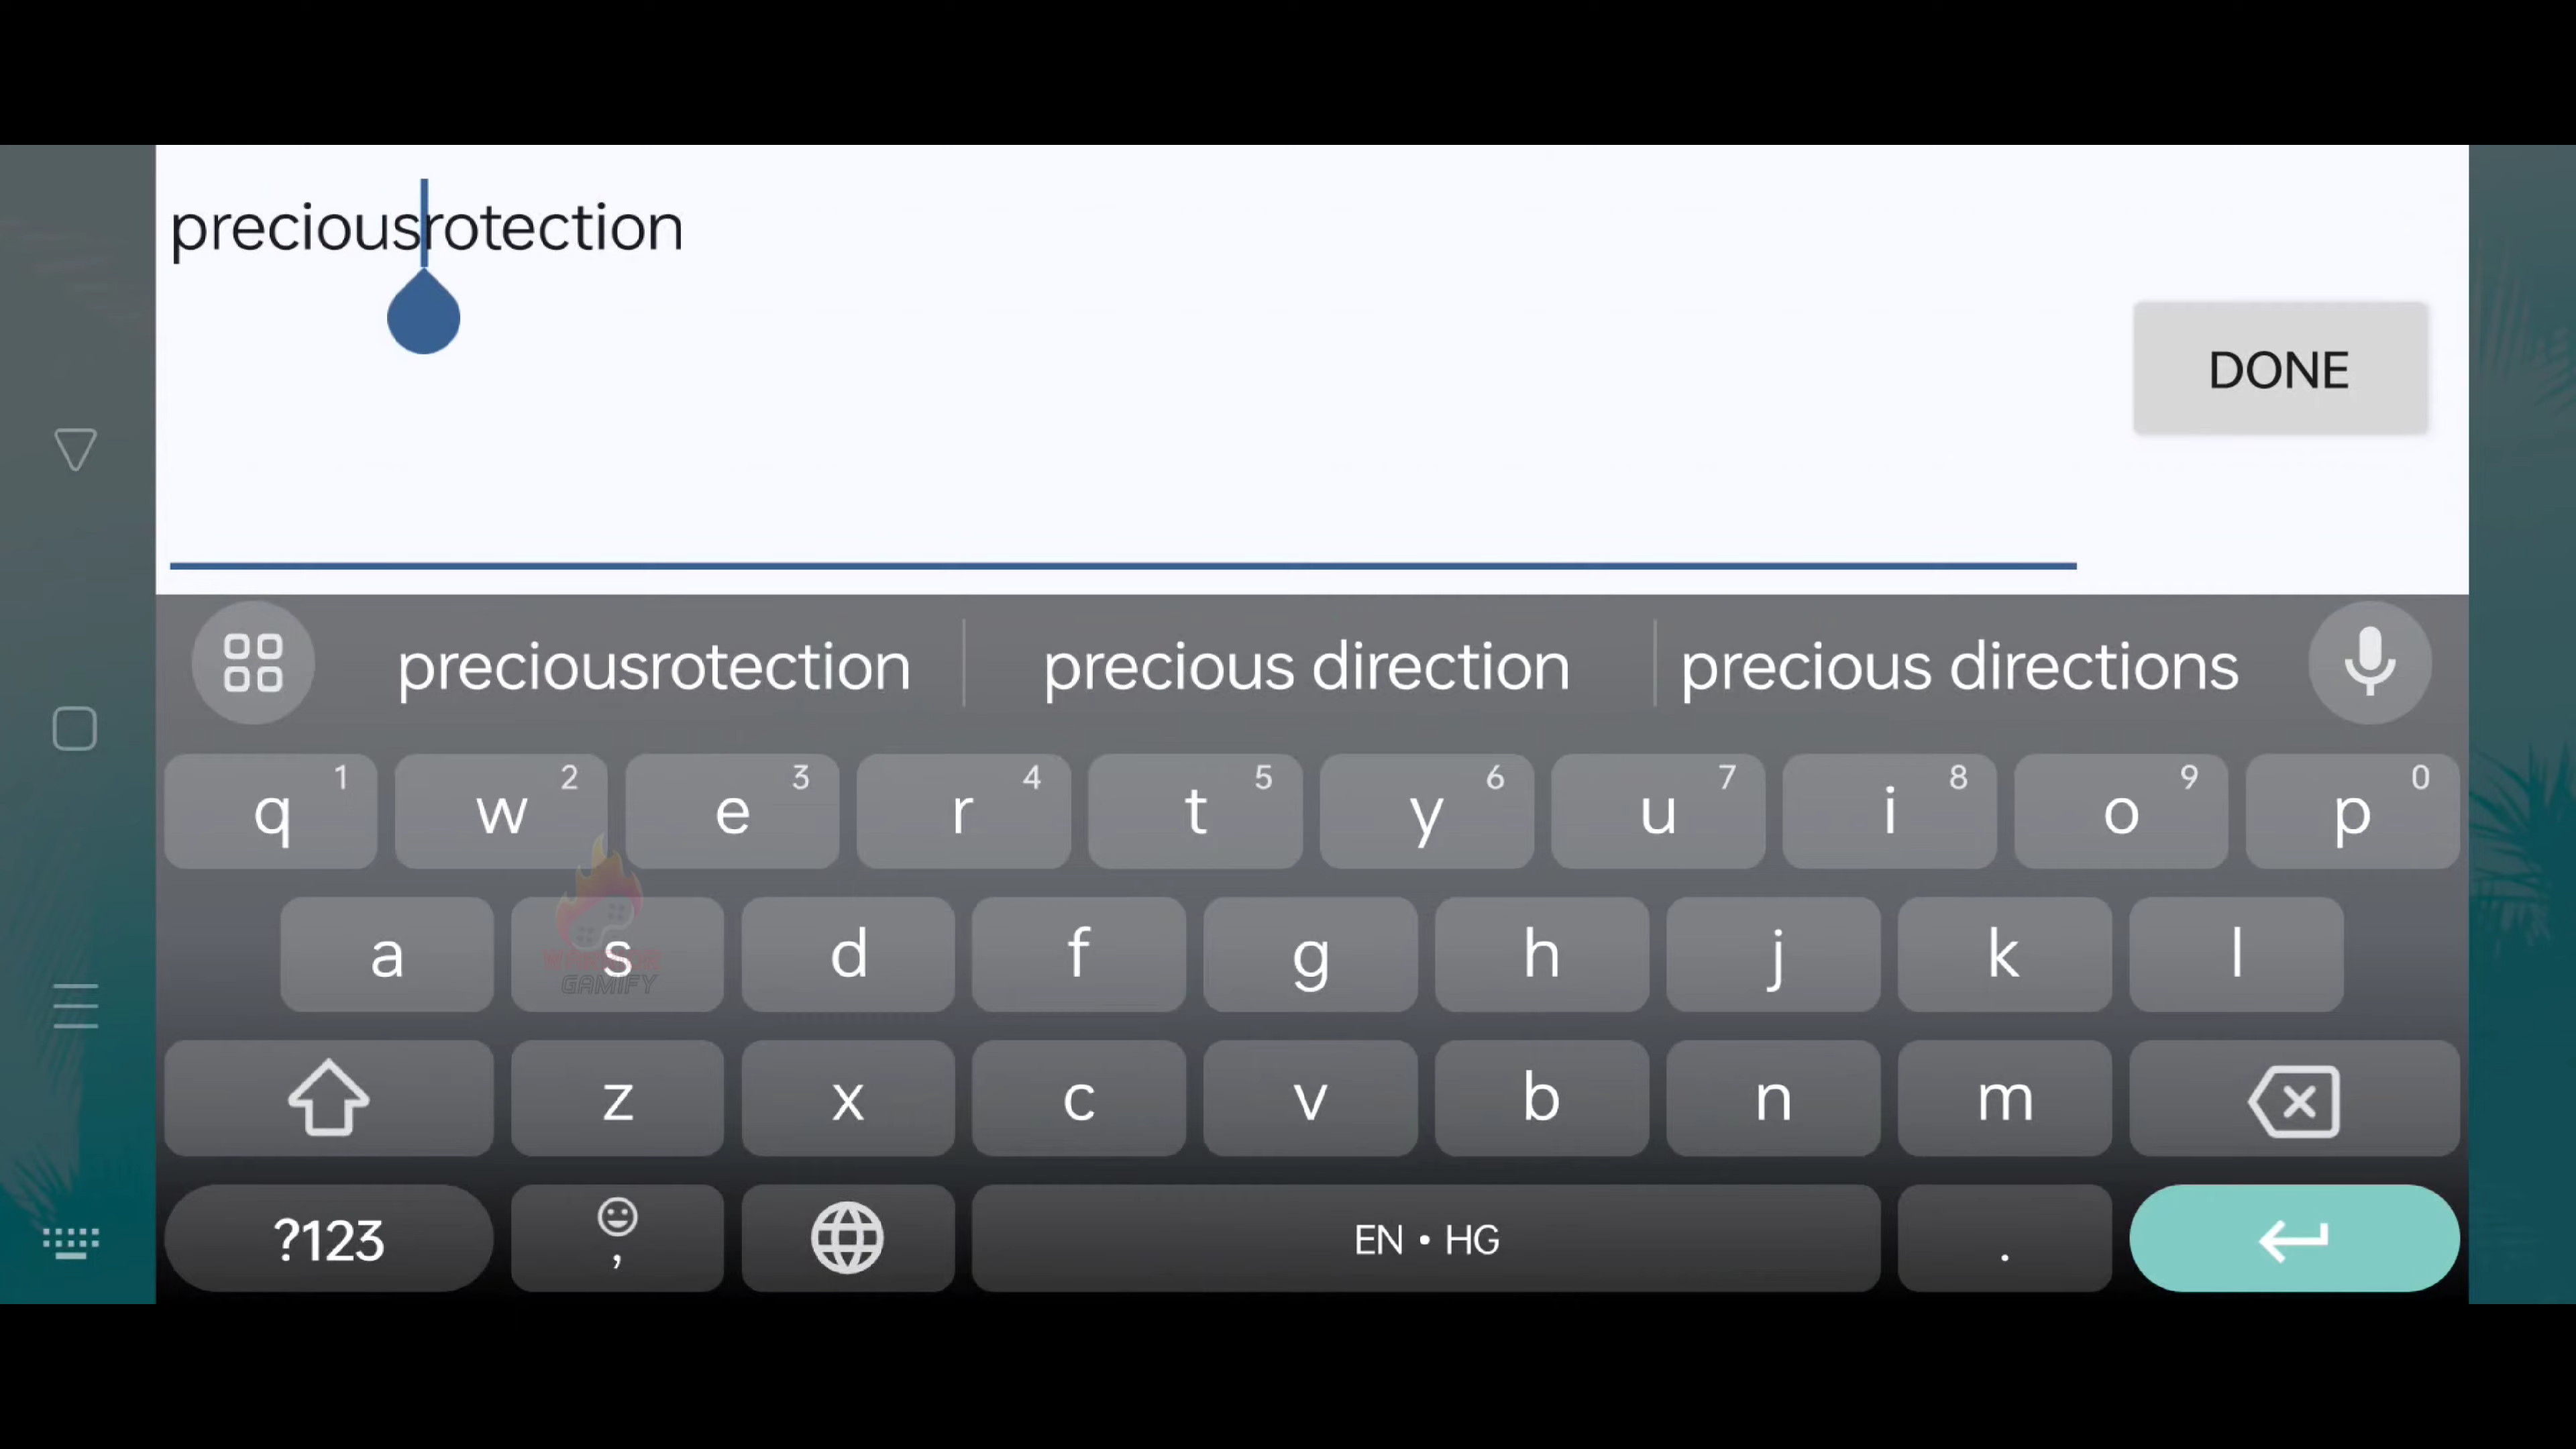 preciousrotection
DONE
preciousrotection precious direction precious directions
q 1 w 2 e 3 r 4 t 5 y 6 u 7 i 8 o 9 p 0
a s d f g h j k l
GAMIFY
z x c v b n m
?123 , EN • HG .